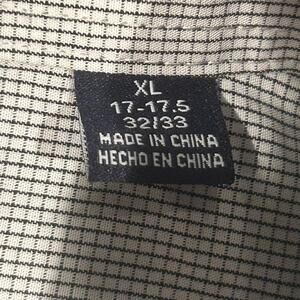 XL
17-17.5
32/33
MADE IN CHINA
HECHO EN CHINA